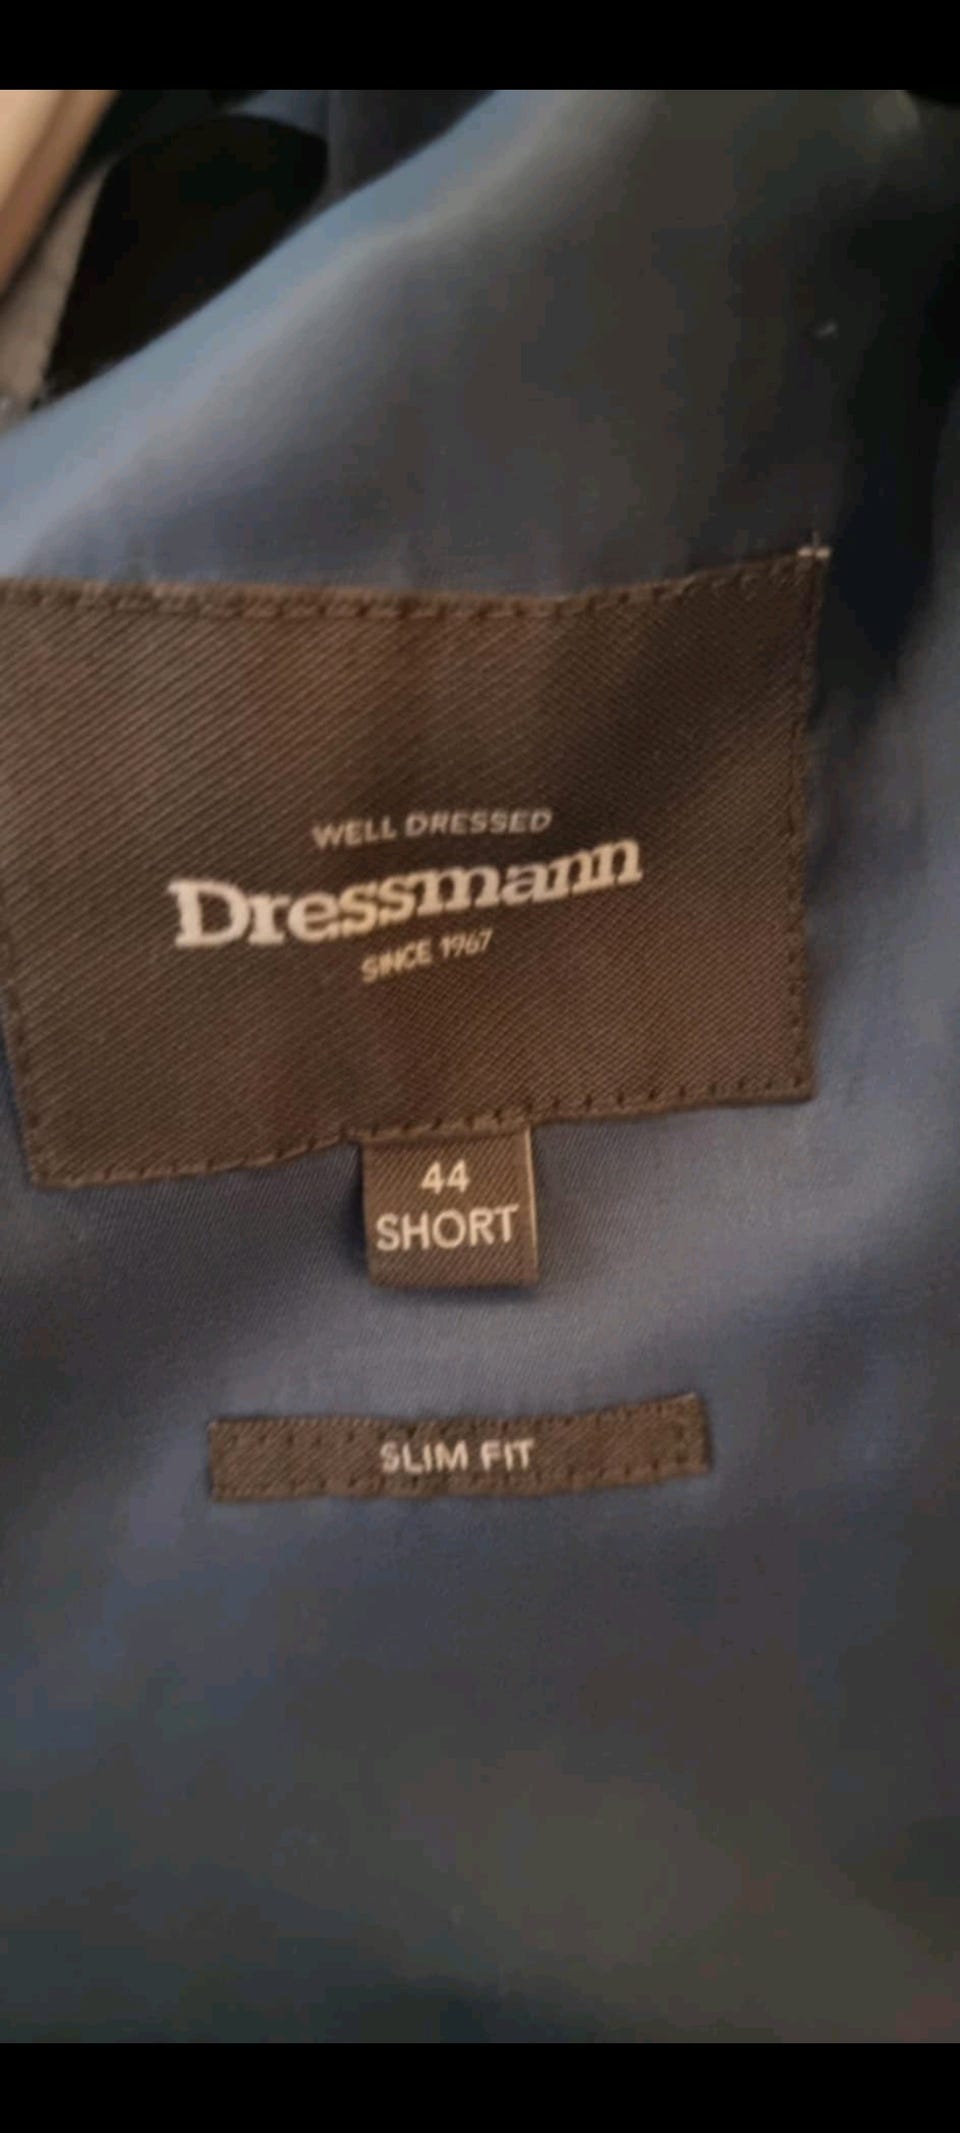 WELL DRESSED
Dressmann
SINCE 1967
44
SHORT
SLIM FIT